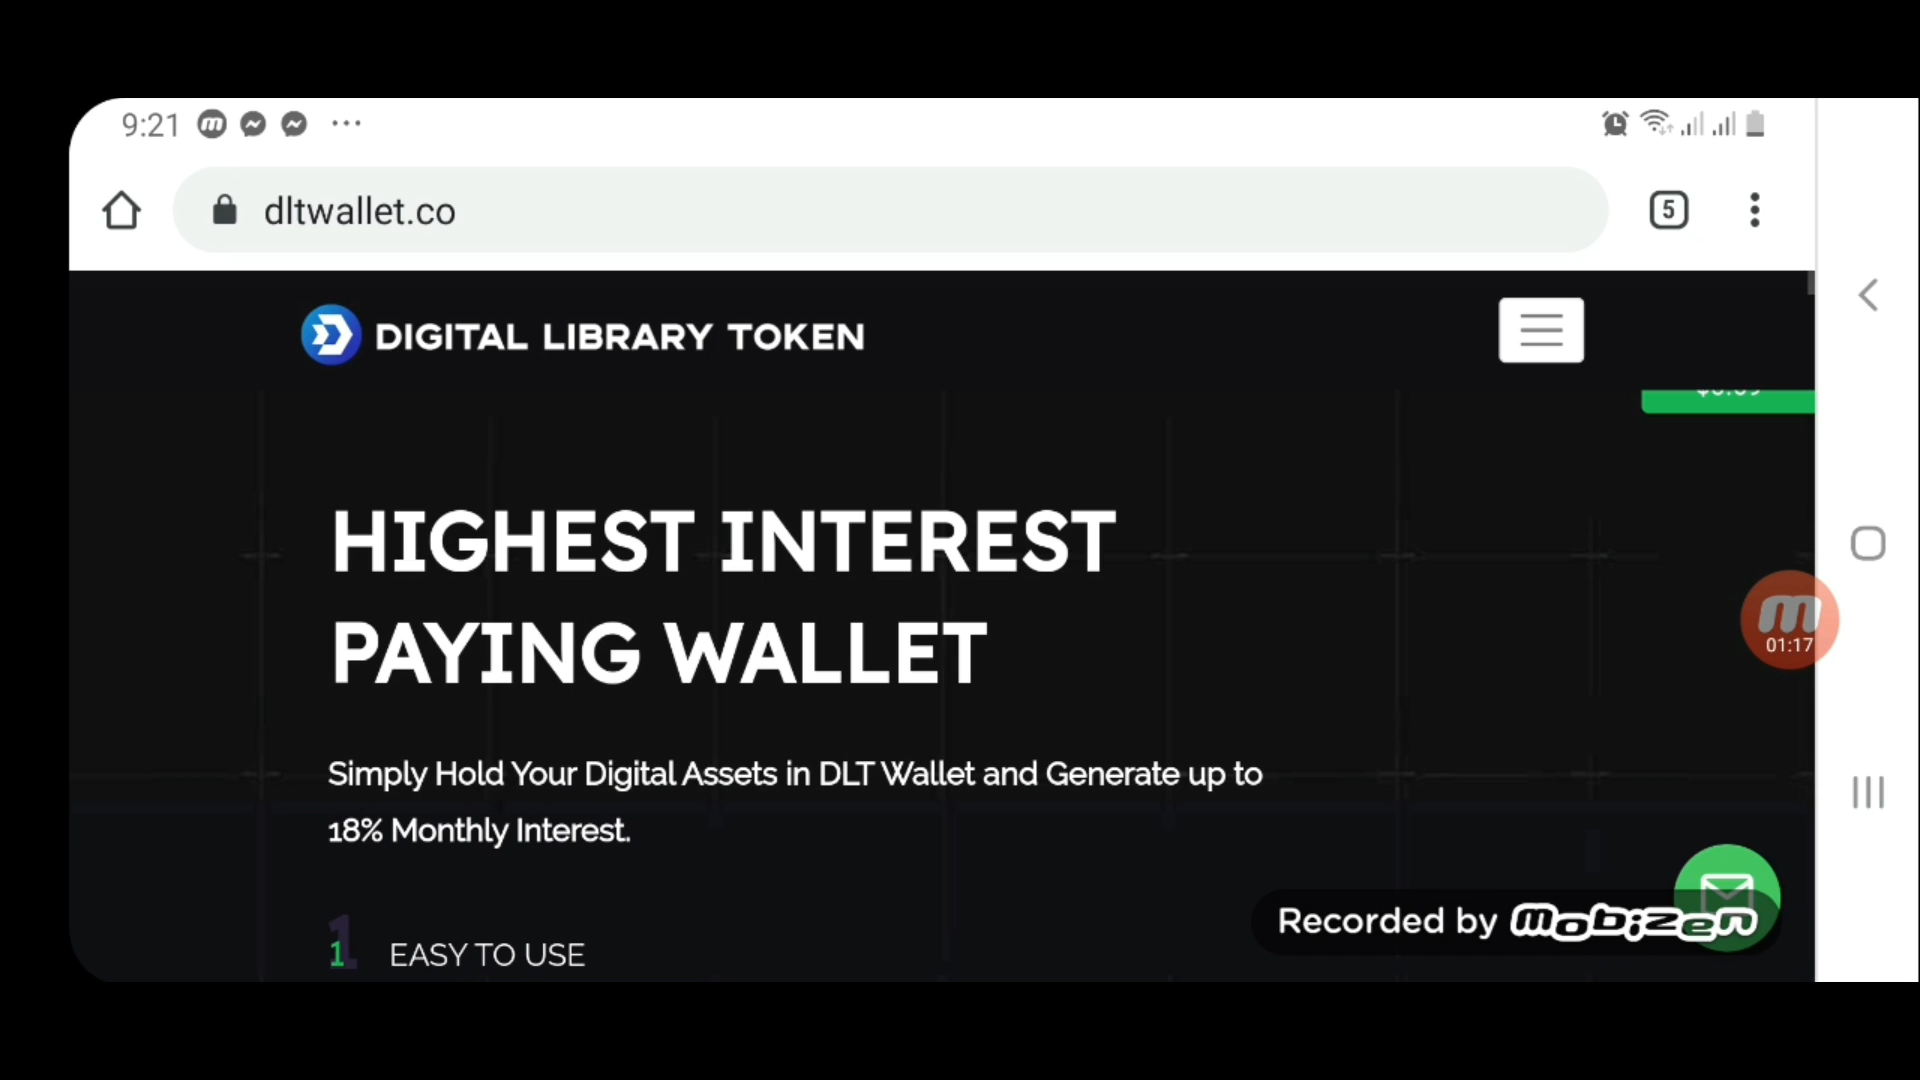 9:21
dltwallet.co
5
DIGITAL LIBRARY TOKEN
HIGHEST INTEREST
PAYING WALLET
01:17
Simply Hold Your Digital Assets in DLT Wallet and Generate up to
18% Monthly Interest.
1 EASY TO USE
Recorded by mobizen